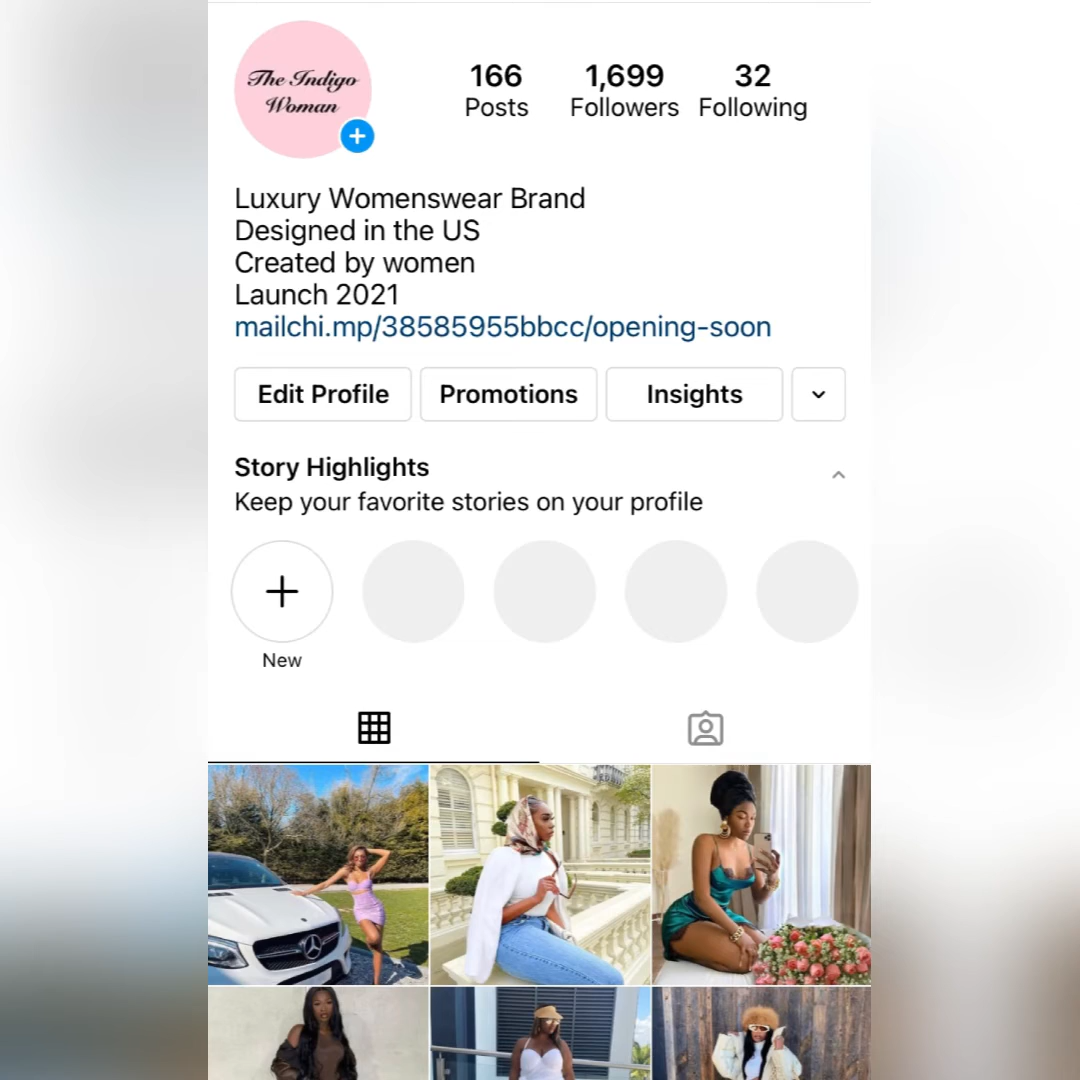 The Indigo
Woman
166
Posts
1,699
Followers
32
Following
Luxury Womenswear Brand
Designed in the US
Created by women
Launch 2021
mailchi.mp/38585955bbcc/opening-soon
Edit Profile
Promotions
Insights
Story Highlights
Keep your favorite stories on your profile
New